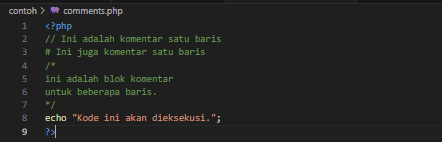 contoh > comments.php
1 <?php
2 // Ini adalah komentar satu baris
3 # Ini juga komentar satu baris
4 /*
5 ini adalah blok komentar
6 untuk beberapa baris.
7 */
8 echo "Kode ini akan dieksekusi.";
9 ?>